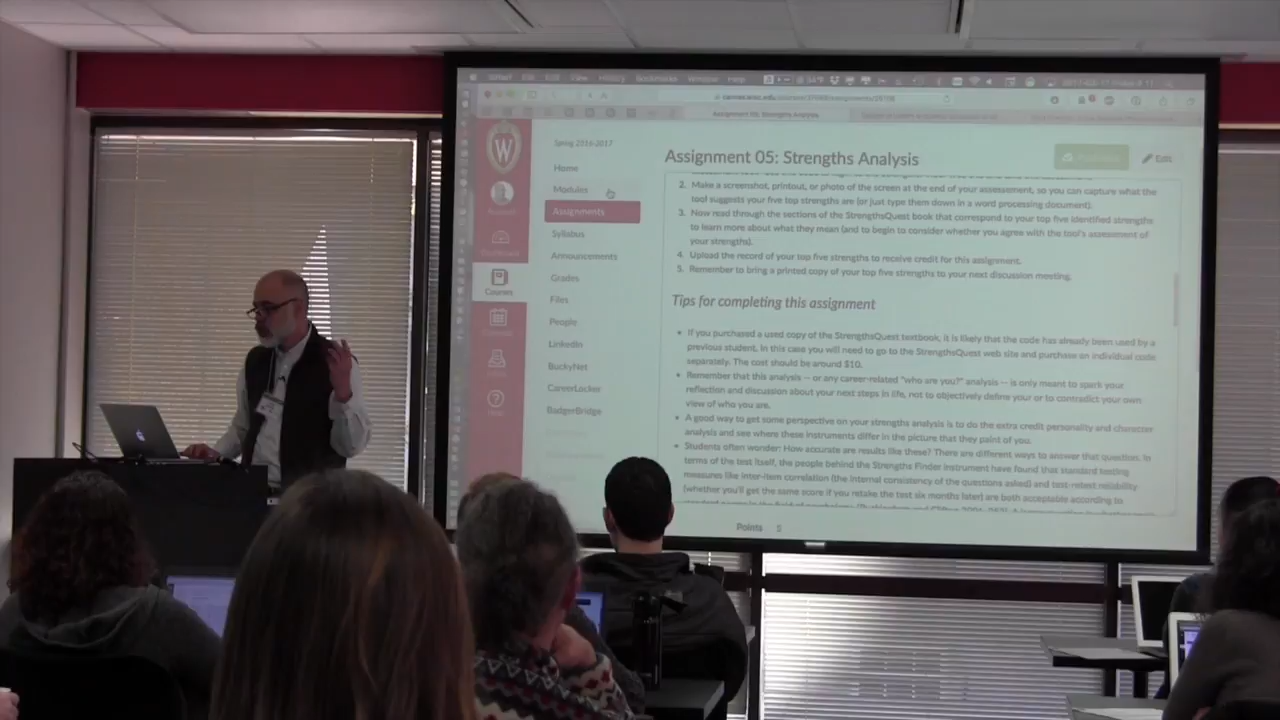 History Bookmarks Window Help
Assignment 05: Strengths Analysis
Spring 2016-2017
W
Home
Modules
Assignments
Syllabus
Announcements
Grades
Files
People
LinkedIn
BuckyNet
CareerLocker
BadgerBridge
Courses
Assignment 05: Strengths Analysis
Edit
2. Make a screenshot, printout, or photo of the screen at the end of your assessment, so you can capture what the
tool suggests your five top strengths are (or just type them down in a word processing document).
3. Now read through the sections of the StrengthsQuest book that correspond to your top five identified strengths
to learn more about what they mean (and to begin to consider whether you agree with the tool's assessment of
your strengths).
4. Upload the record of your top five strengths to receive credit for this assignment.
5. Remember to bring a printed copy of your top five strengths to your next discussion meeting.
Tips for completing this assignment
• If you purchased a used copy of the StrengthsQuest textbook, it is likely that the code has already been used by a
previous student. In this case you will need to go to the StrengthsQuest web site and purchase an individual code
separately. The cost should be around $10.
• Remember that this analysis -- or any career-related "who are you?" analysis -- is only meant to spark your
reflection and discussion about your next steps in life, not to objectively define your or to contradict your own
view of who you are.
• A good way to get some perspective on your strengths analysis is to do the extra credit personality and character
analysis and see where these instruments differ in the picture that they paint of you.
• Students often wonder: How accurate are results like these? There are different ways to answer that question. In
terms of the test itself, the people behind the Strengths Finder instrument have found that standard testing
measures like inter-item correlation (the internal consistency of the questions asked) and test-retest reliability
(whether you'll get the same score if you retake the test six months later) are both acceptable according to
Points 5